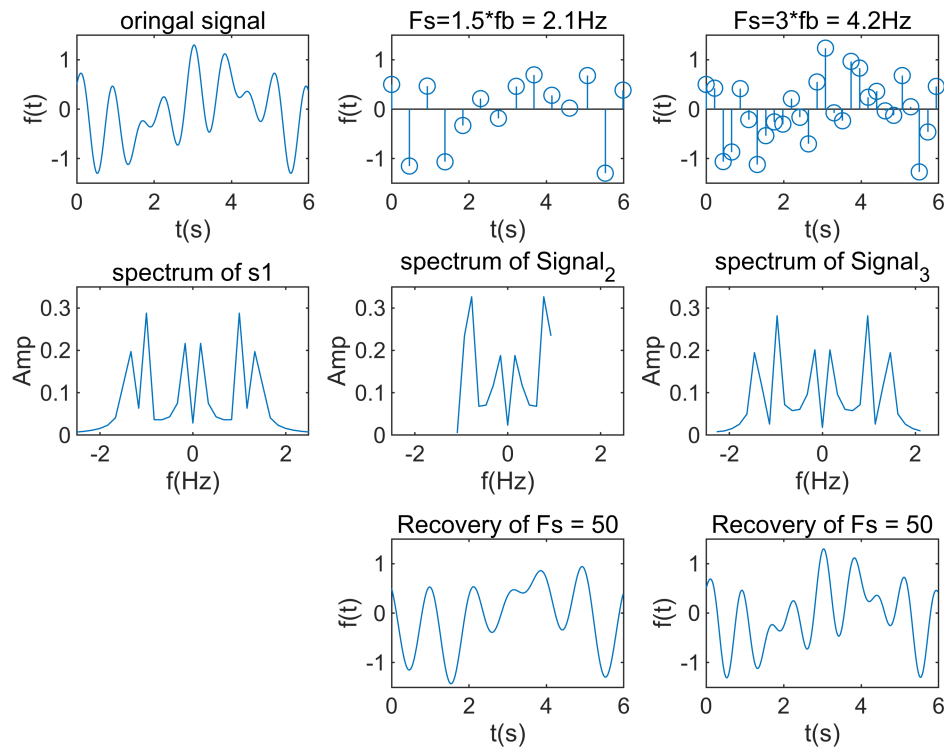 oringal signal
1
0
-1
f(t)
0 2 4 6
t(s)
Fs=1.5*fb = 2.1Hz
1
0
-1
f(t)
0 2 4 6
t(s)
Fs=3*fb = 4.2Hz
1
0
-1
f(t)
0 2 4 6
t(s)
spectrum of s1
0.3
0.2
0.1
0
Amp
-2 0 2
f(Hz)
spectrum of Signal₂
0.3
0.2
0.1
0
Amp
-2 0 2
f(Hz)
spectrum of Signal₃
0.3
0.2
0.1
0
Amp
-2 0 2
f(Hz)
Recovery of Fs = 50
1
0
-1
f(t)
0 2 4 6
t(s)
Recovery of Fs = 50
1
0
-1
f(t)
0 2 4 6
t(s)